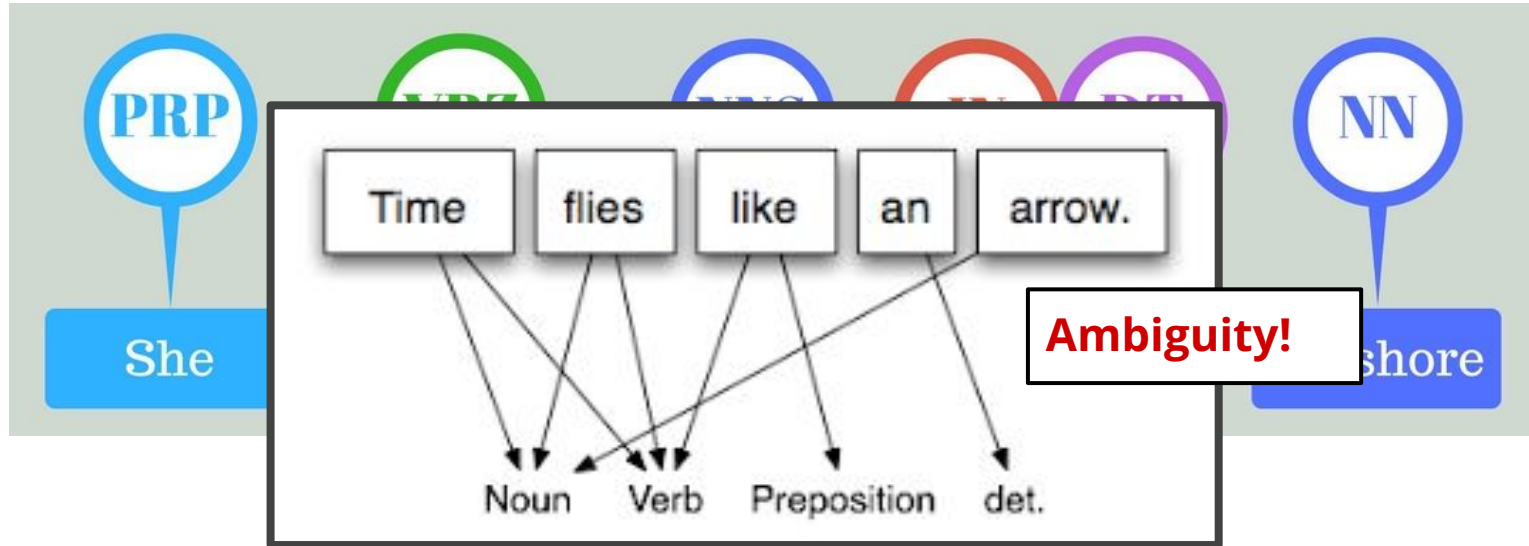 PRP NN
Time flies like an arrow.
Ambiguity!
She shore
Noun Verb Preposition det.